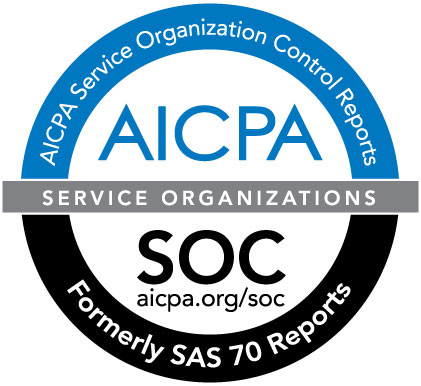 AICPA Service Organization Control Reports
AICPA
SERVICE ORGANIZATIONS
SOC
aicpa.org/soc
Formerly SAS 70 Reports